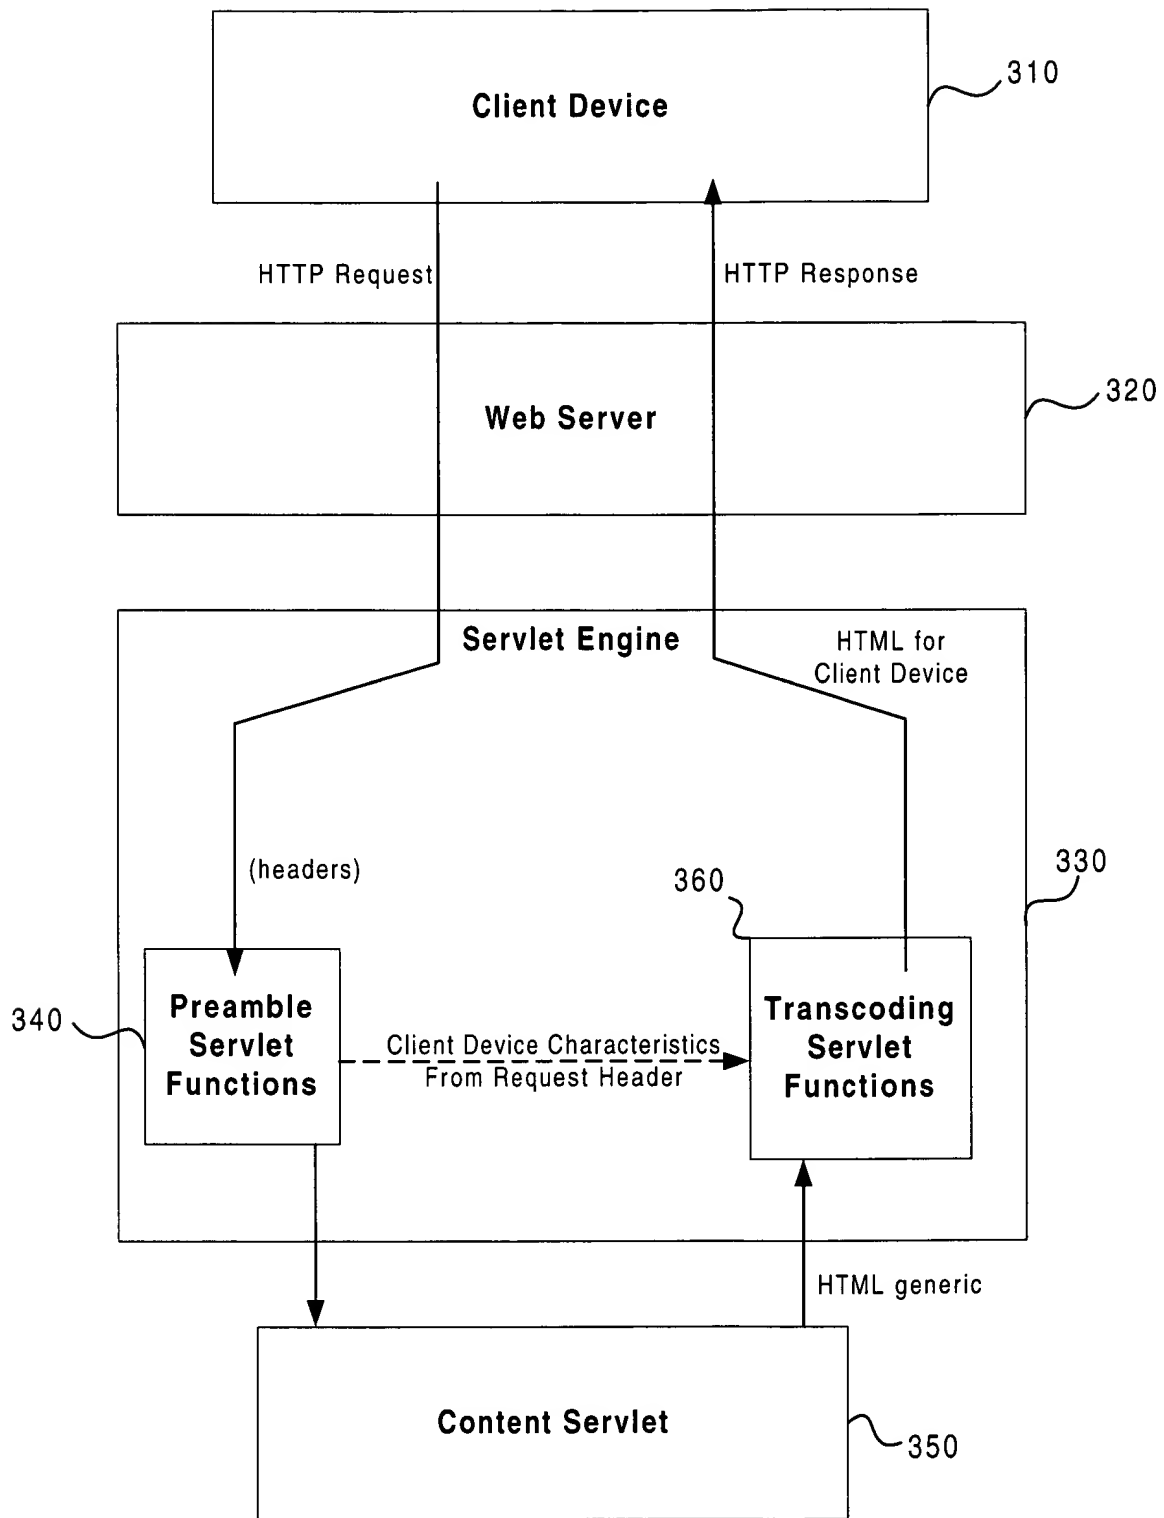 Client Device
310
HTTP Request
HTTP Response
Web Server
320
Servlet Engine
HTML for
Client Device
(headers)
360
330
340
Preamble
Servlet
Functions
Client Device Characteristics
From Request Header
Transcoding
Servlet
Functions
HTML generic
Content Servlet
350